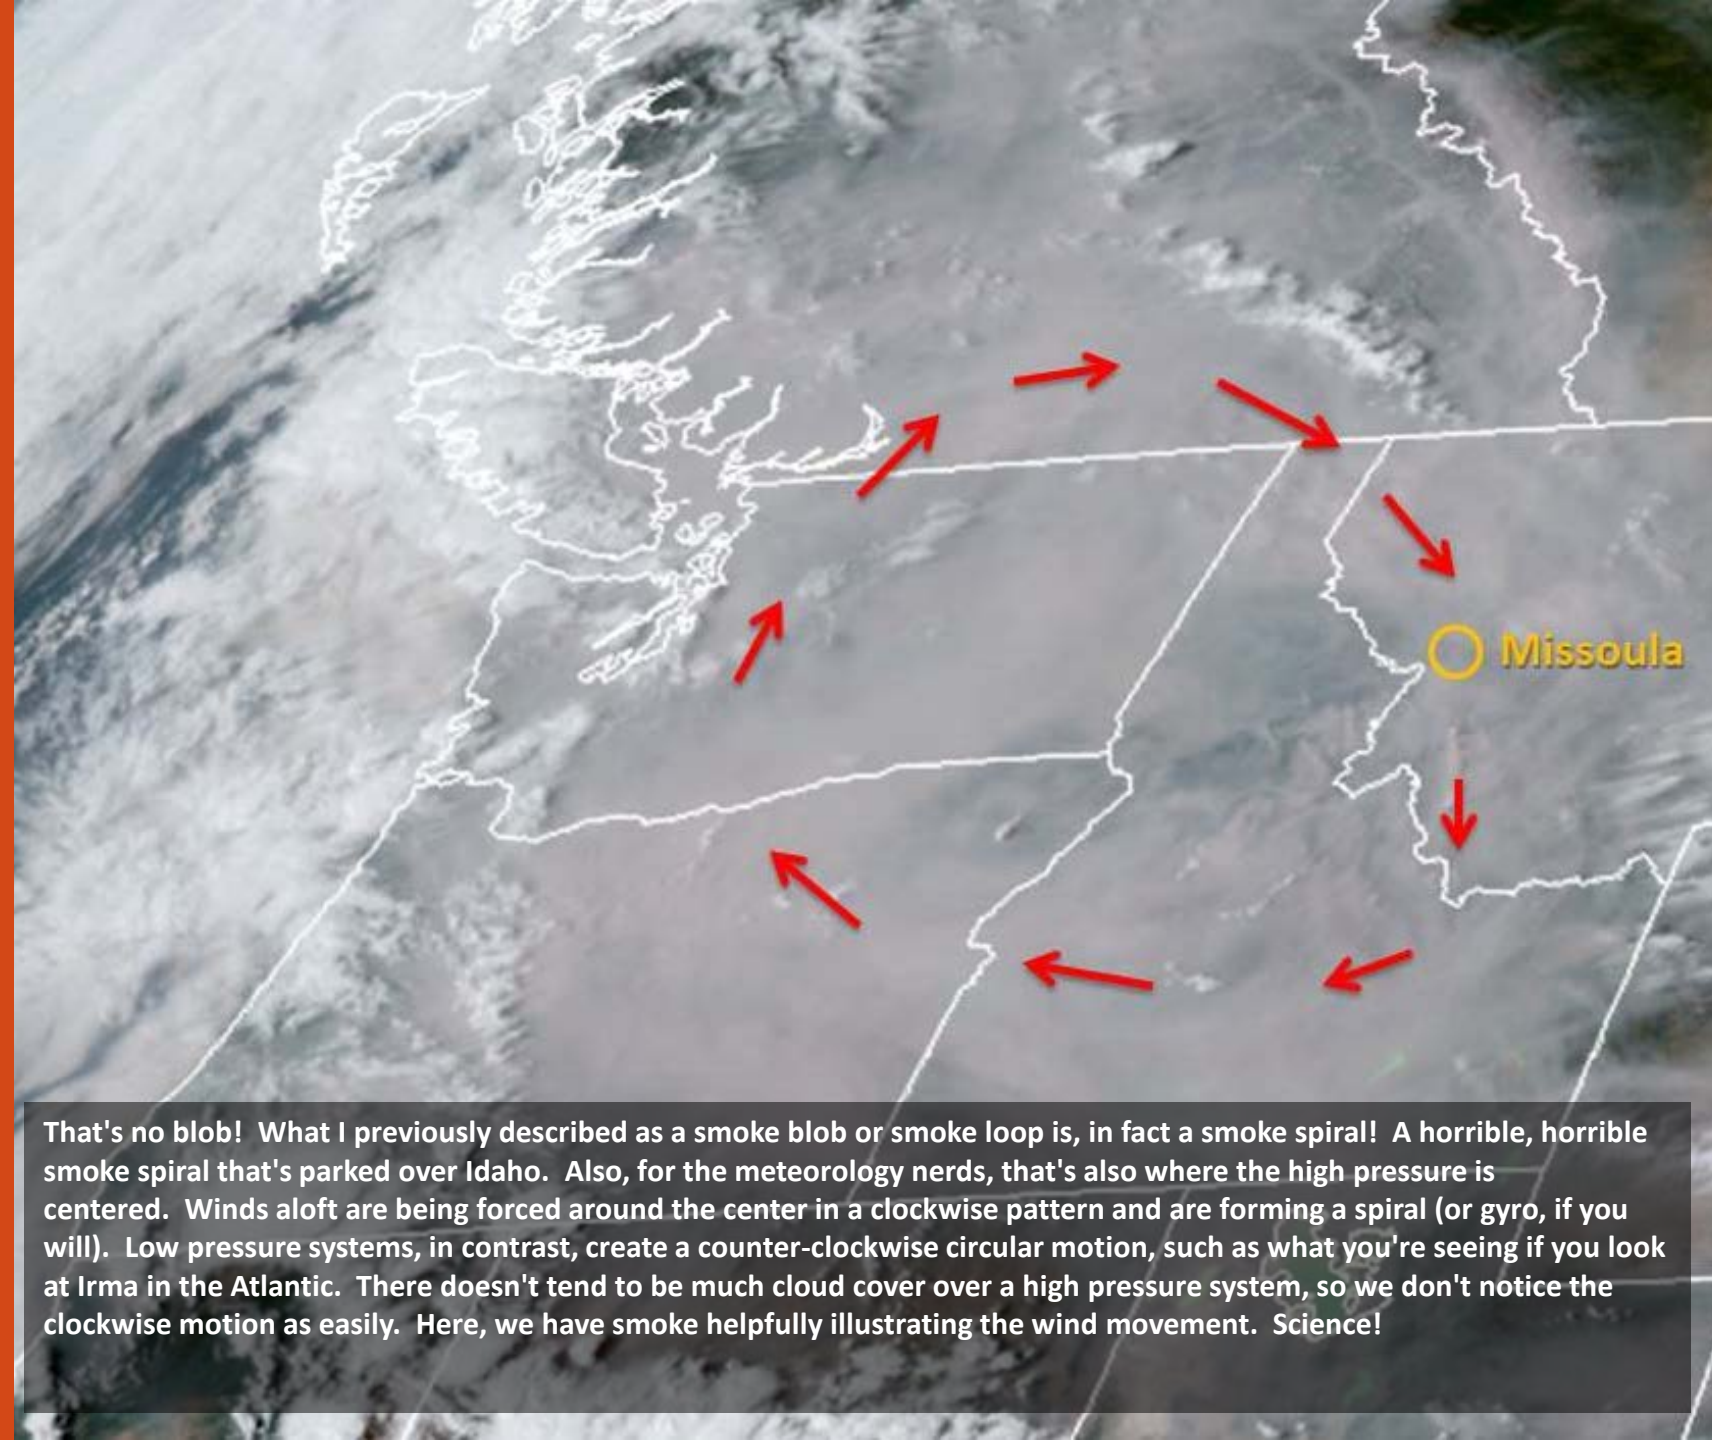 Missoula
That's no blob!  What I previously described as a smoke blob or smoke loop is, in fact a smoke spiral!  A horrible, horrible
smoke spiral that's parked over Idaho.  Also, for the meteorology nerds, that's also where the high pressure is
centered.  Winds aloft are being forced around the center in a clockwise pattern and are forming a spiral (or gyro, if you
will).  Low pressure systems, in contrast, create a counter-clockwise circular motion, such as what you're seeing if you look
at Irma in the Atlantic.  There doesn't tend to be much cloud cover over a high pressure system, so we don't notice the
clockwise motion as easily.  Here, we have smoke helpfully illustrating the wind movement.  Science!